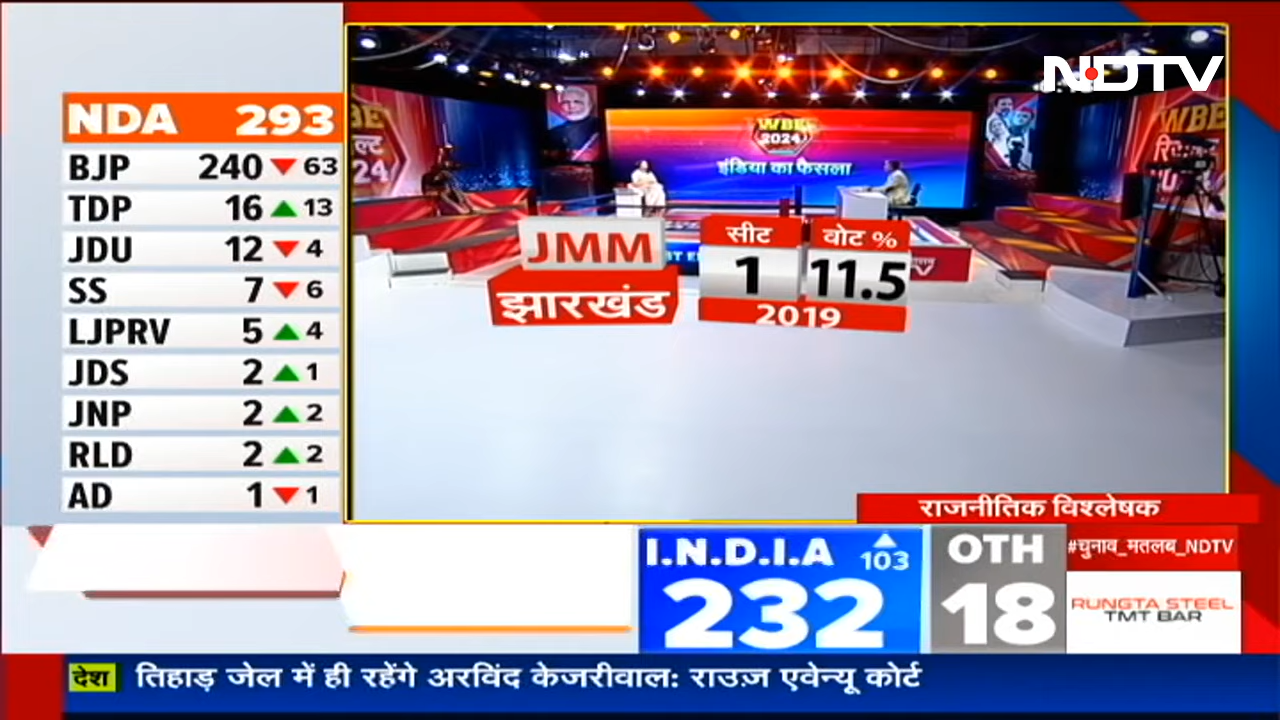 NDTV
NDA 293
BJP 240 ▼ 63
TDP 16 ▲ 13
JDU 12 ▼ 4
SS 7 ▼ 6
LJPRV 5 ▲ 4
JDS 2 ▲ 1
JNP 2 ▲ 2
RLD 2 ▲ 2
AD 1 ▼ 1
2024
इंडिया का फैसला
JMM
झारखंड
सीट वोट %
1 11.5
2019
राजनीतिक विश्लेषक
I.N.D.I.A 103
232
OTH
18
#चुनाव_मतलब_NDTV
RUNGTA STEEL
TMT BAR
देश तिहाड़ जेल में ही रहेंगे अरविंद केजरीवाल: राउज़ एवेन्यू कोर्ट